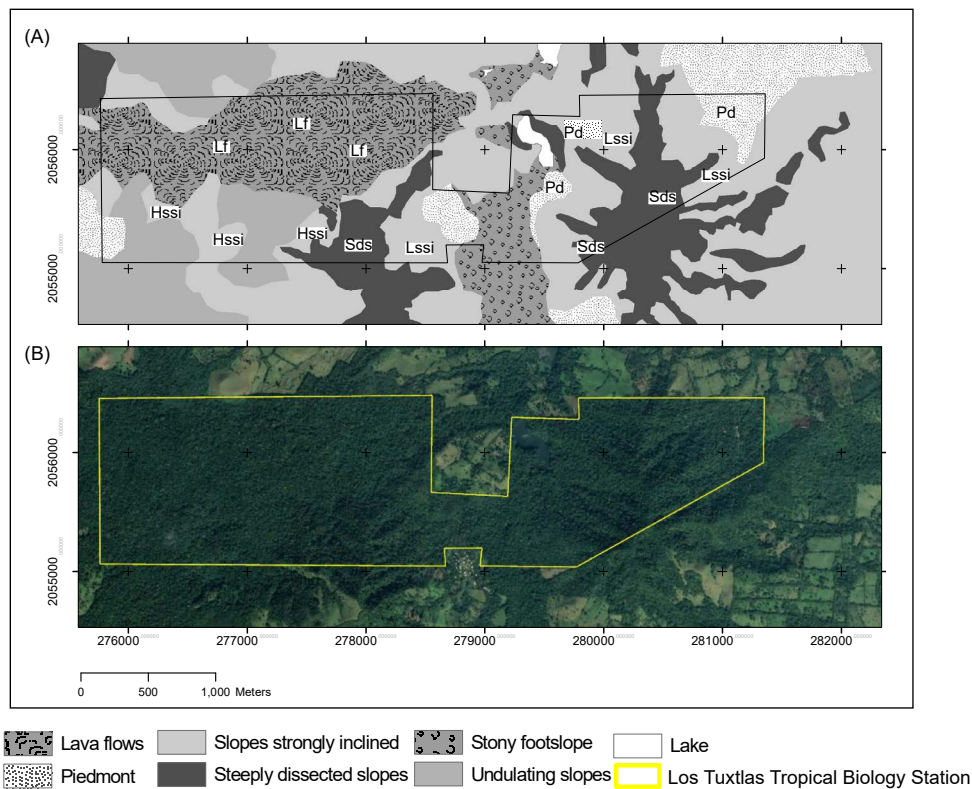 (A)
Lf
Lf
Lf
Pd
Pd
Lssi
Pd
Lssi
Hssi
Hssi
Hssi
Sds
Lssi
Sds
Sds
2056000
2055000
(B)
2056000
2055000
276000 277000 278000 279000 280000 281000 282000
0 500 1,000 Meters
Lava flows Slopes strongly inclined Stony footslope Lake
Piedmont Steeply dissected slopes Undulating slopes Los Tuxtlas Tropical Biology Station